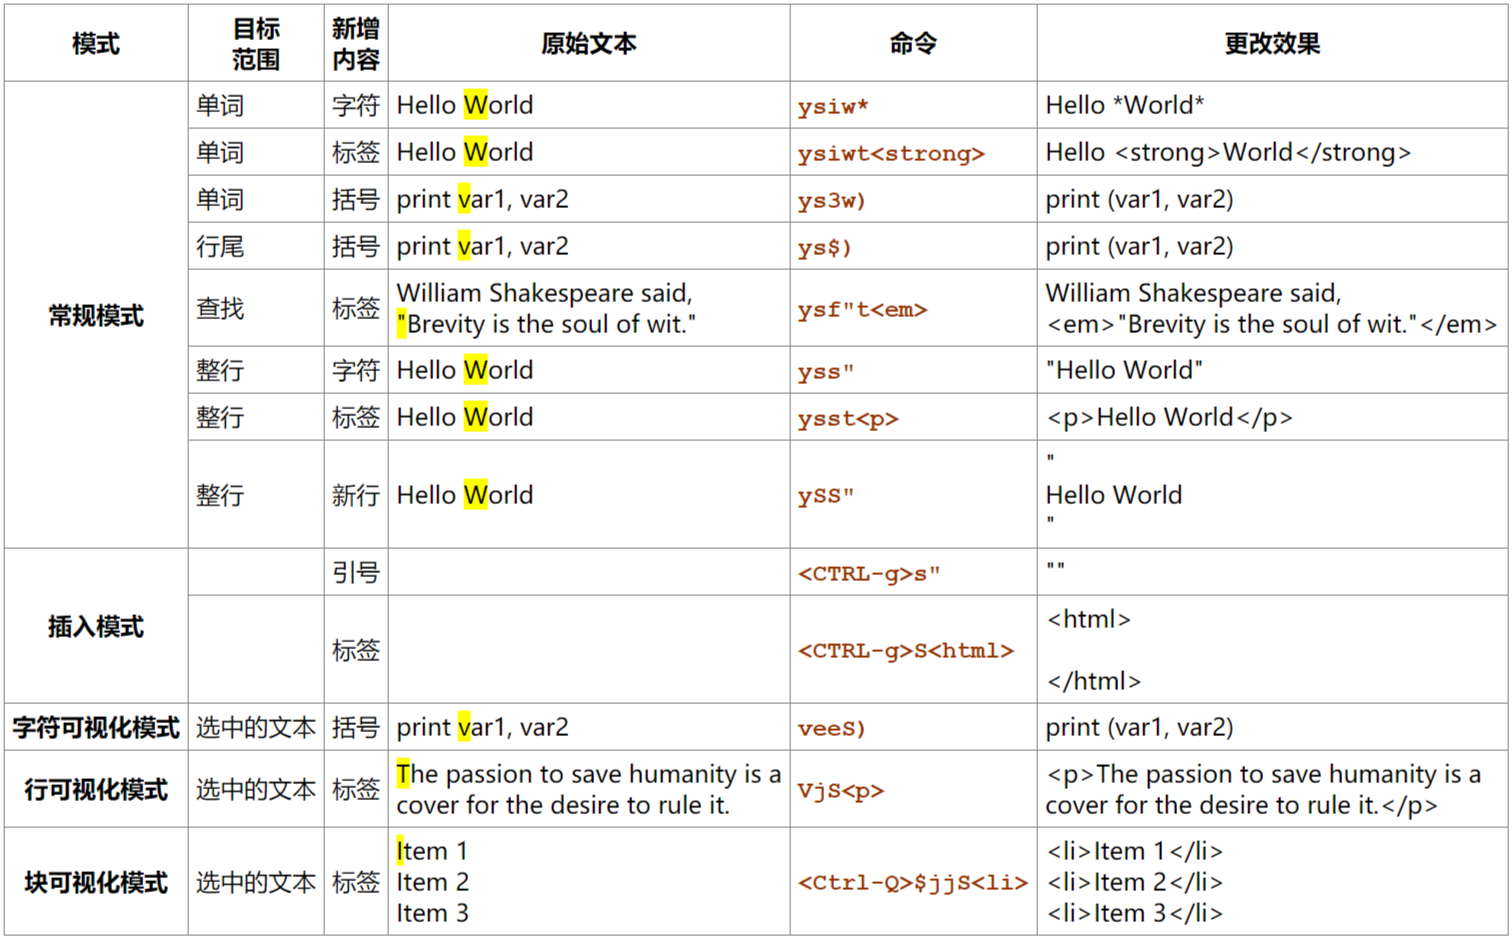 模式 目标范围 新增内容 原始文本 命令 更改效果
常规模式
单词 字符 Hello World ysiw* Hello *World*
单词 标签 Hello World ysiwt<strong> Hello <strong>World</strong>
单词 括号 print var1, var2 ys3w) print (var1, var2)
行尾 括号 print var1, var2 ys$) print (var1, var2)
查找 标签 William Shakespeare said,
"Brevity is the soul of wit."
ysf"t<em>
William Shakespeare said,
<em>"Brevity is the soul of wit."</em>
整行 字符 Hello World yss" "Hello World"
整行 标签 Hello World ysst<p> <p>Hello World</p>
整行 新行 Hello World ySS"
"
Hello World
"
插入模式
引号 <CTRL-g>s" ""
标签 <CTRL-g>S<html>
<html>
</html>
字符可视化模式 选中的文本 括号 print var1, var2 veeS) print (var1, var2)
行可视化模式 选中的文本 标签
The passion to save humanity is a
cover for the desire to rule it.
VjS<p>
<p>The passion to save humanity is a
cover for the desire to rule it.</p>
块可视化模式 选中的文本 标签
Item 1
Item 2
Item 3
<Ctrl-Q>$jjS<li>
<li>Item 1</li>
<li>Item 2</li>
<li>Item 3</li>